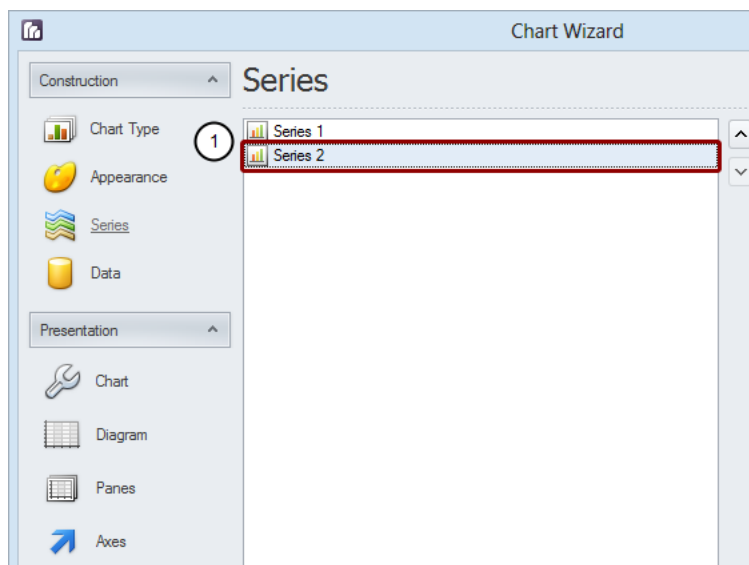 Chart Wizard
Construction
Series
Chart Type
1
Series 1
Series 2
Appearance
Series
Data
Presentation
Chart
Diagram
Panes
Axes